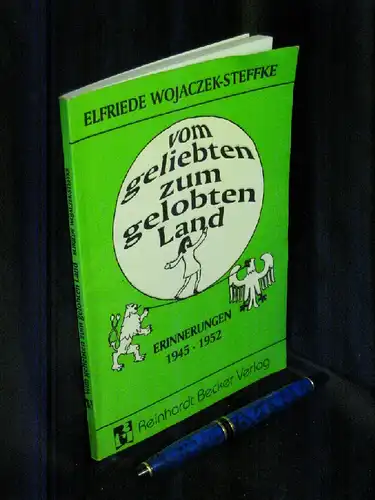 ELFRIEDE WOJACZEK-STEFFKE
vom
geliebten
zum
gelobten
Land
ERINNERUNGEN
1945 - 1952
Reinhardt Becker Verlag